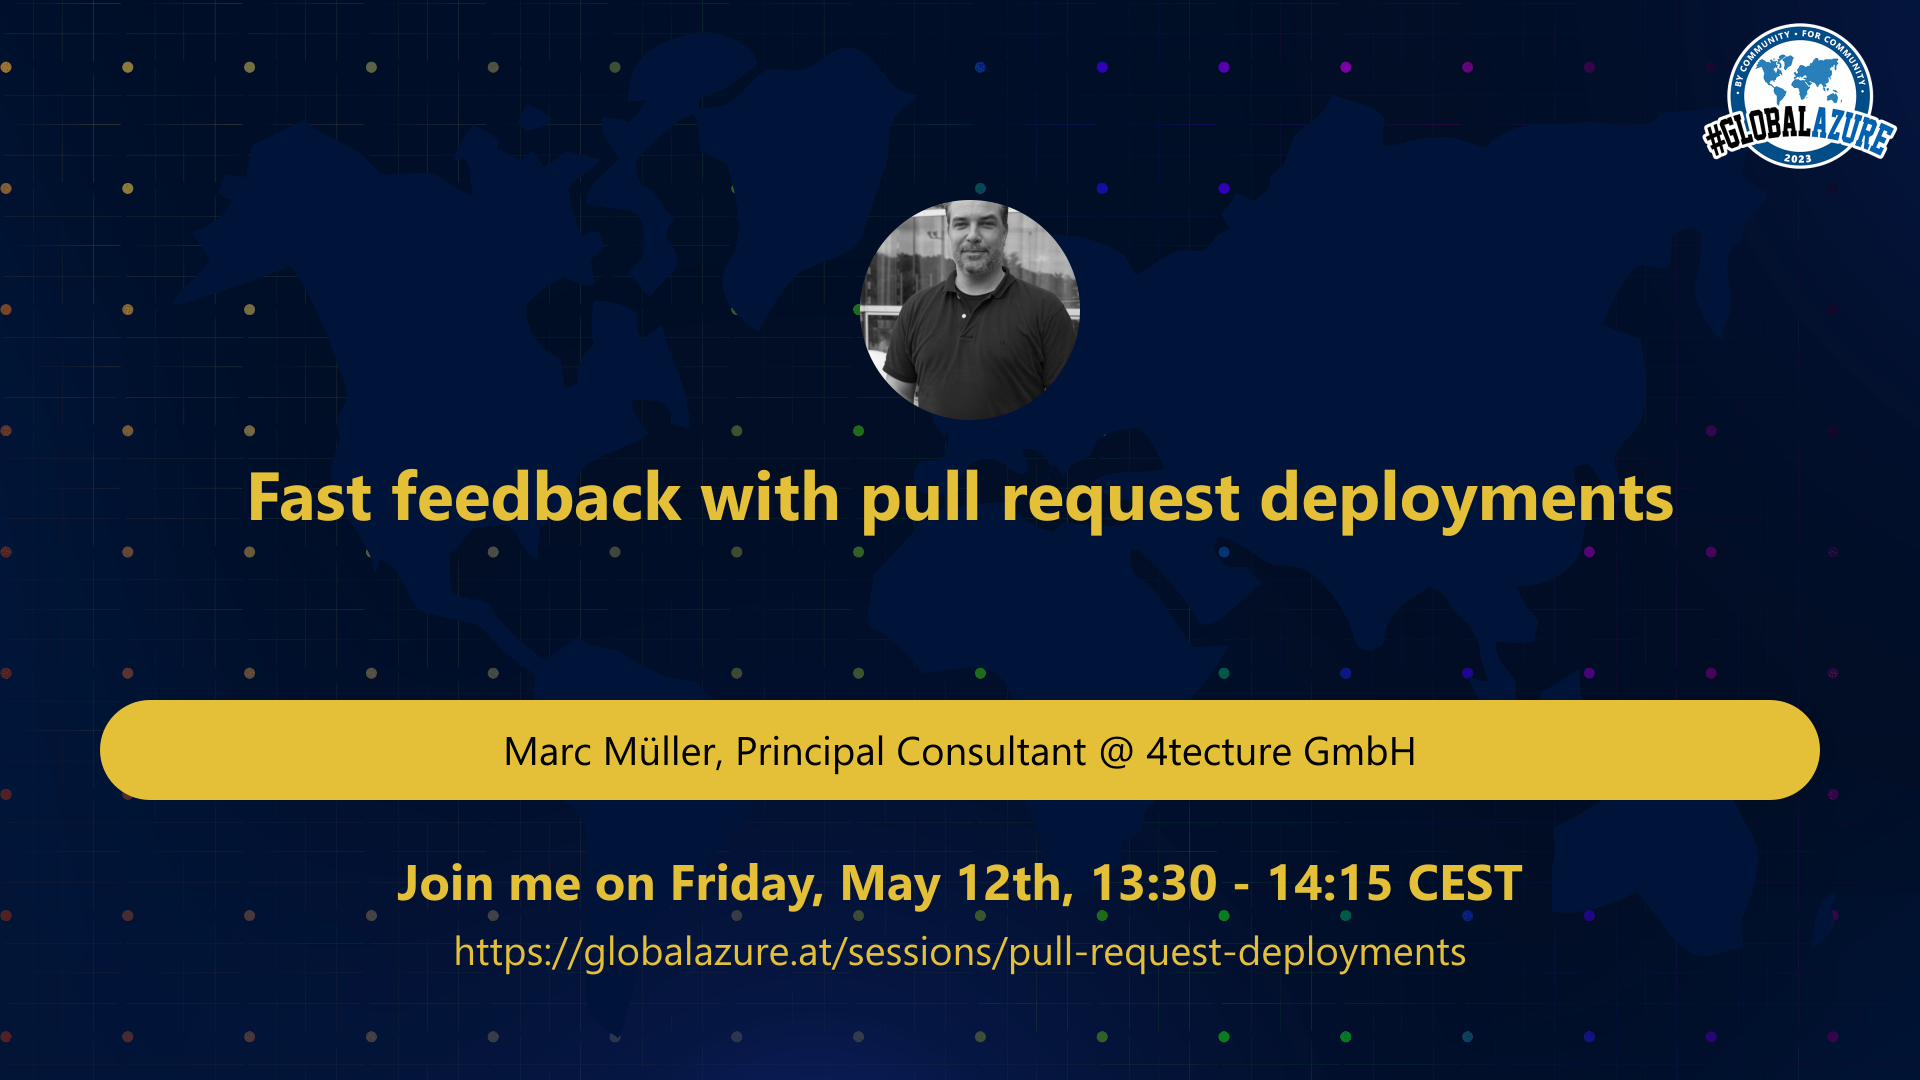 • BY COMMUNITY • FOR COMMUNITY •
#GLOBALAZURE
2023
Fast feedback with pull request deployments
Marc Müller, Principal Consultant @ 4tecture GmbH
Join me on Friday, May 12th, 13:30 - 14:15 CEST
https://globalazure.at/sessions/pull-request-deployments